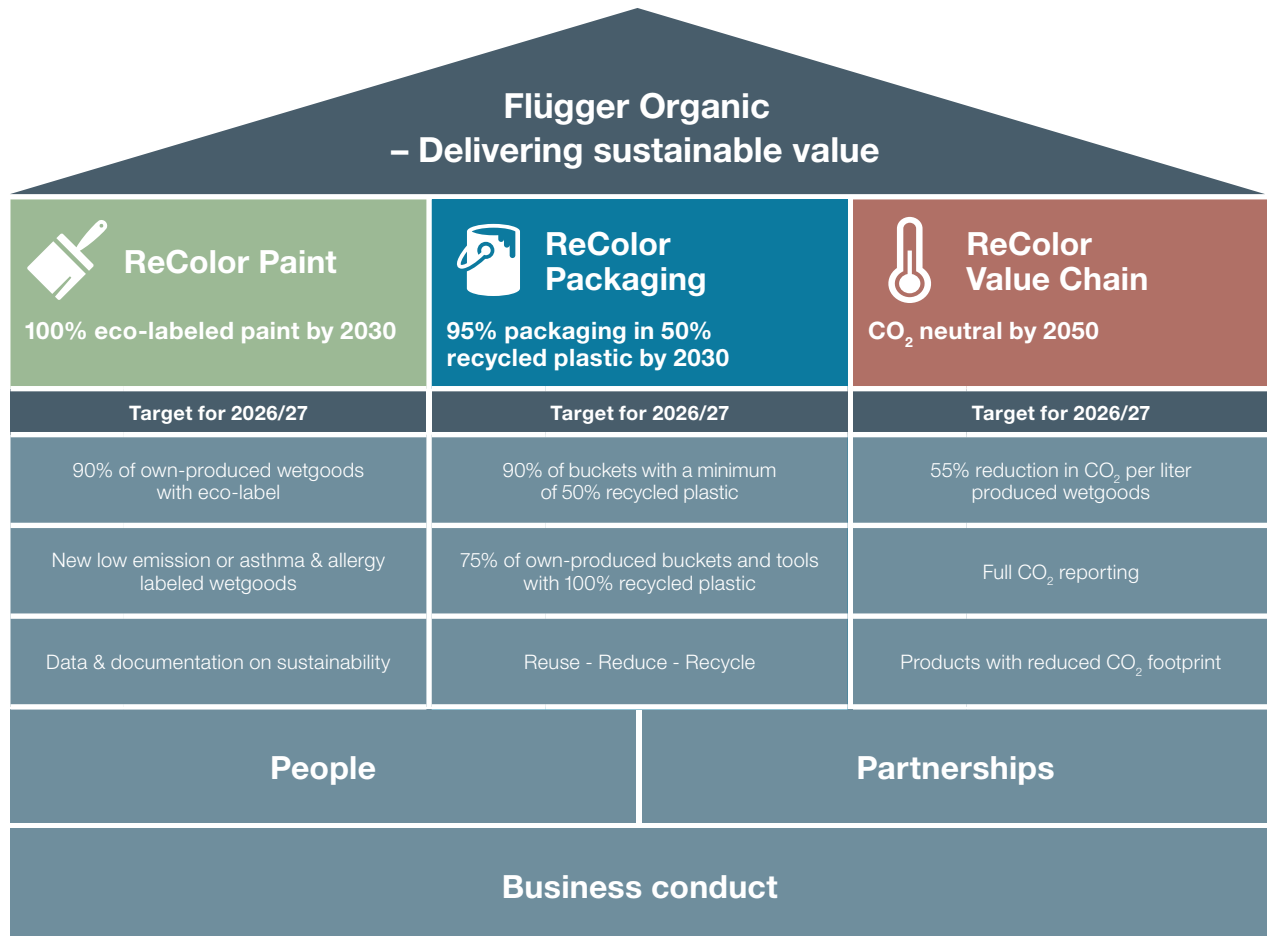 Flügger Organic
– Delivering sustainable value
ReColor Paint
100% eco-labeled paint by 2030
ReColor
Packaging
95% packaging in 50%
recycled plastic by 2030
ReColor
Value Chain
CO₂ neutral by 2050
Target for 2026/27
Target for 2026/27
Target for 2026/27
90% of own-produced wetgoods
with eco-label
90% of buckets with a minimum
of 50% recycled plastic
55% reduction in CO₂ per liter
produced wetgoods
New low emission or asthma & allergy
labeled wetgoods
75% of own-produced buckets and tools
with 100% recycled plastic
Full CO₂ reporting
Data & documentation on sustainability
Reuse - Reduce - Recycle
Products with reduced CO₂ footprint
People
Partnerships
Business conduct